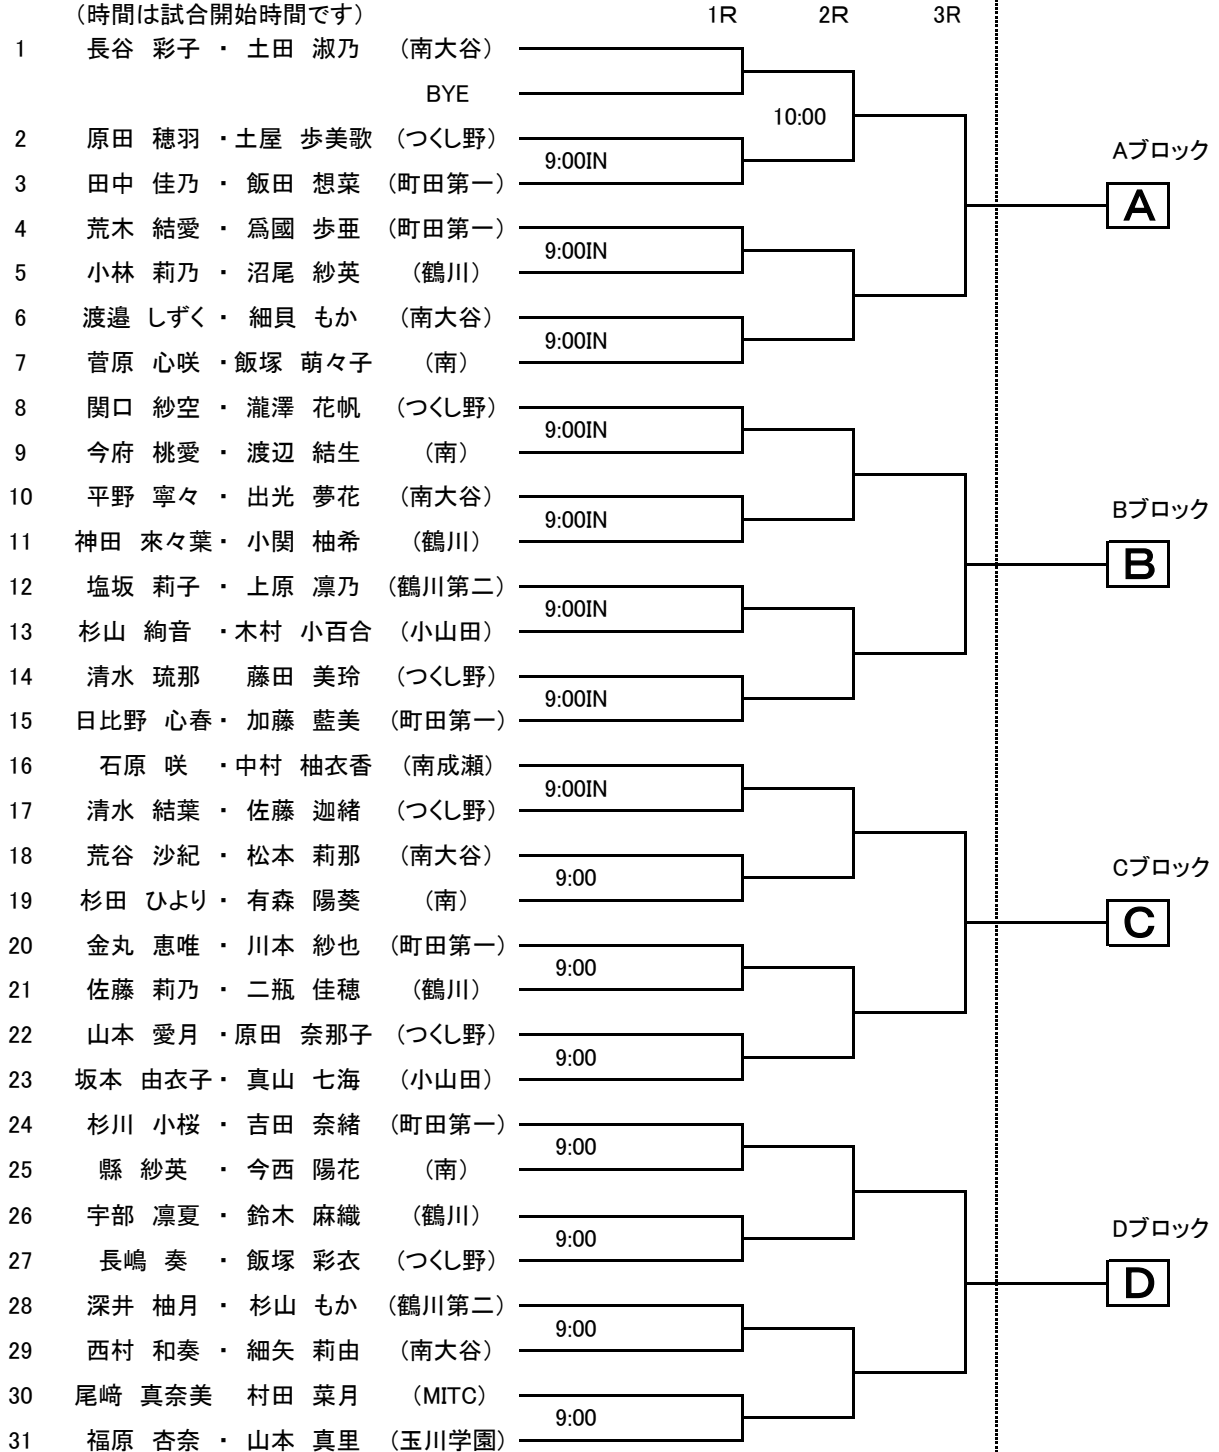 （時間は試合開始時間です） 1R 2R 3R
1 長谷 彩子 ・ 土田 淑乃 （南大谷）
BYE
10:00
2 原田 穂羽 ・土屋 歩美歌 （つくし野）
Aブロック
9:00IN
3 田中 佳乃 ・ 飯田 想菜 （町田第一）
A
4 荒木 結愛 ・ 爲國 歩亜 （町田第一）
9:00IN
5 小林 莉乃 ・ 沼尾 紗英 （鶴川）
6 渡邉 しずく・ 細貝 もか （南大谷）
9:00IN
7 菅原 心咲 ・飯塚 萌々子 （南）
8 関口 紗空 ・ 瀧澤 花帆 （つくし野）
9:00IN
9 今府 桃愛 ・ 渡辺 結生 （南）
10 平野 寧々 ・ 出光 夢花 （南大谷）
Bブロック
9:00IN
11 神田 來々葉・ 小関 柚希 （鶴川）
B
12 塩坂 莉子 ・ 上原 凛乃 （鶴川第二）
9:00IN
13 杉山 絢音 ・木村 小百合 （小山田）
14 清水 琉那 藤田 美玲 （つくし野）
9:00IN
15 日比野 心春・ 加藤 藍美 （町田第一）
16 石原 咲 ・中村 柚衣香 （南成瀬）
9:00IN
17 清水 結葉 ・ 佐藤 迦緒 （つくし野）
18 荒谷 沙紀 ・ 松本 莉那 （南大谷）
Cブロック
9:00
19 杉田 ひより・ 有森 陽葵 （南）
C
20 金丸 恵唯 ・ 川本 紗也 （町田第一）
9:00
21 佐藤 莉乃 ・ 二瓶 佳穂 （鶴川）
22 山本 愛月 ・原田 奈那子 （つくし野）
9:00
23 坂本 由衣子・ 真山 七海 （小山田）
24 杉川 小桜 ・ 吉田 奈緒 （町田第一）
9:00
25 縣 紗英 ・ 今西 陽花 （南）
26 宇部 凛夏 ・ 鈴木 麻織 （鶴川）
Dブロック
9:00
27 長嶋 奏 ・ 飯塚 彩衣 （つくし野）
D
28 深井 柚月 ・ 杉山 もか （鶴川第二）
9:00
29 西村 和奏 ・ 細矢 莉由 （南大谷）
30 尾﨑 真奈美 村田 菜月 （MITC）
9:00
31 福原 杏奈 ・ 山本 真里 （玉川学園）